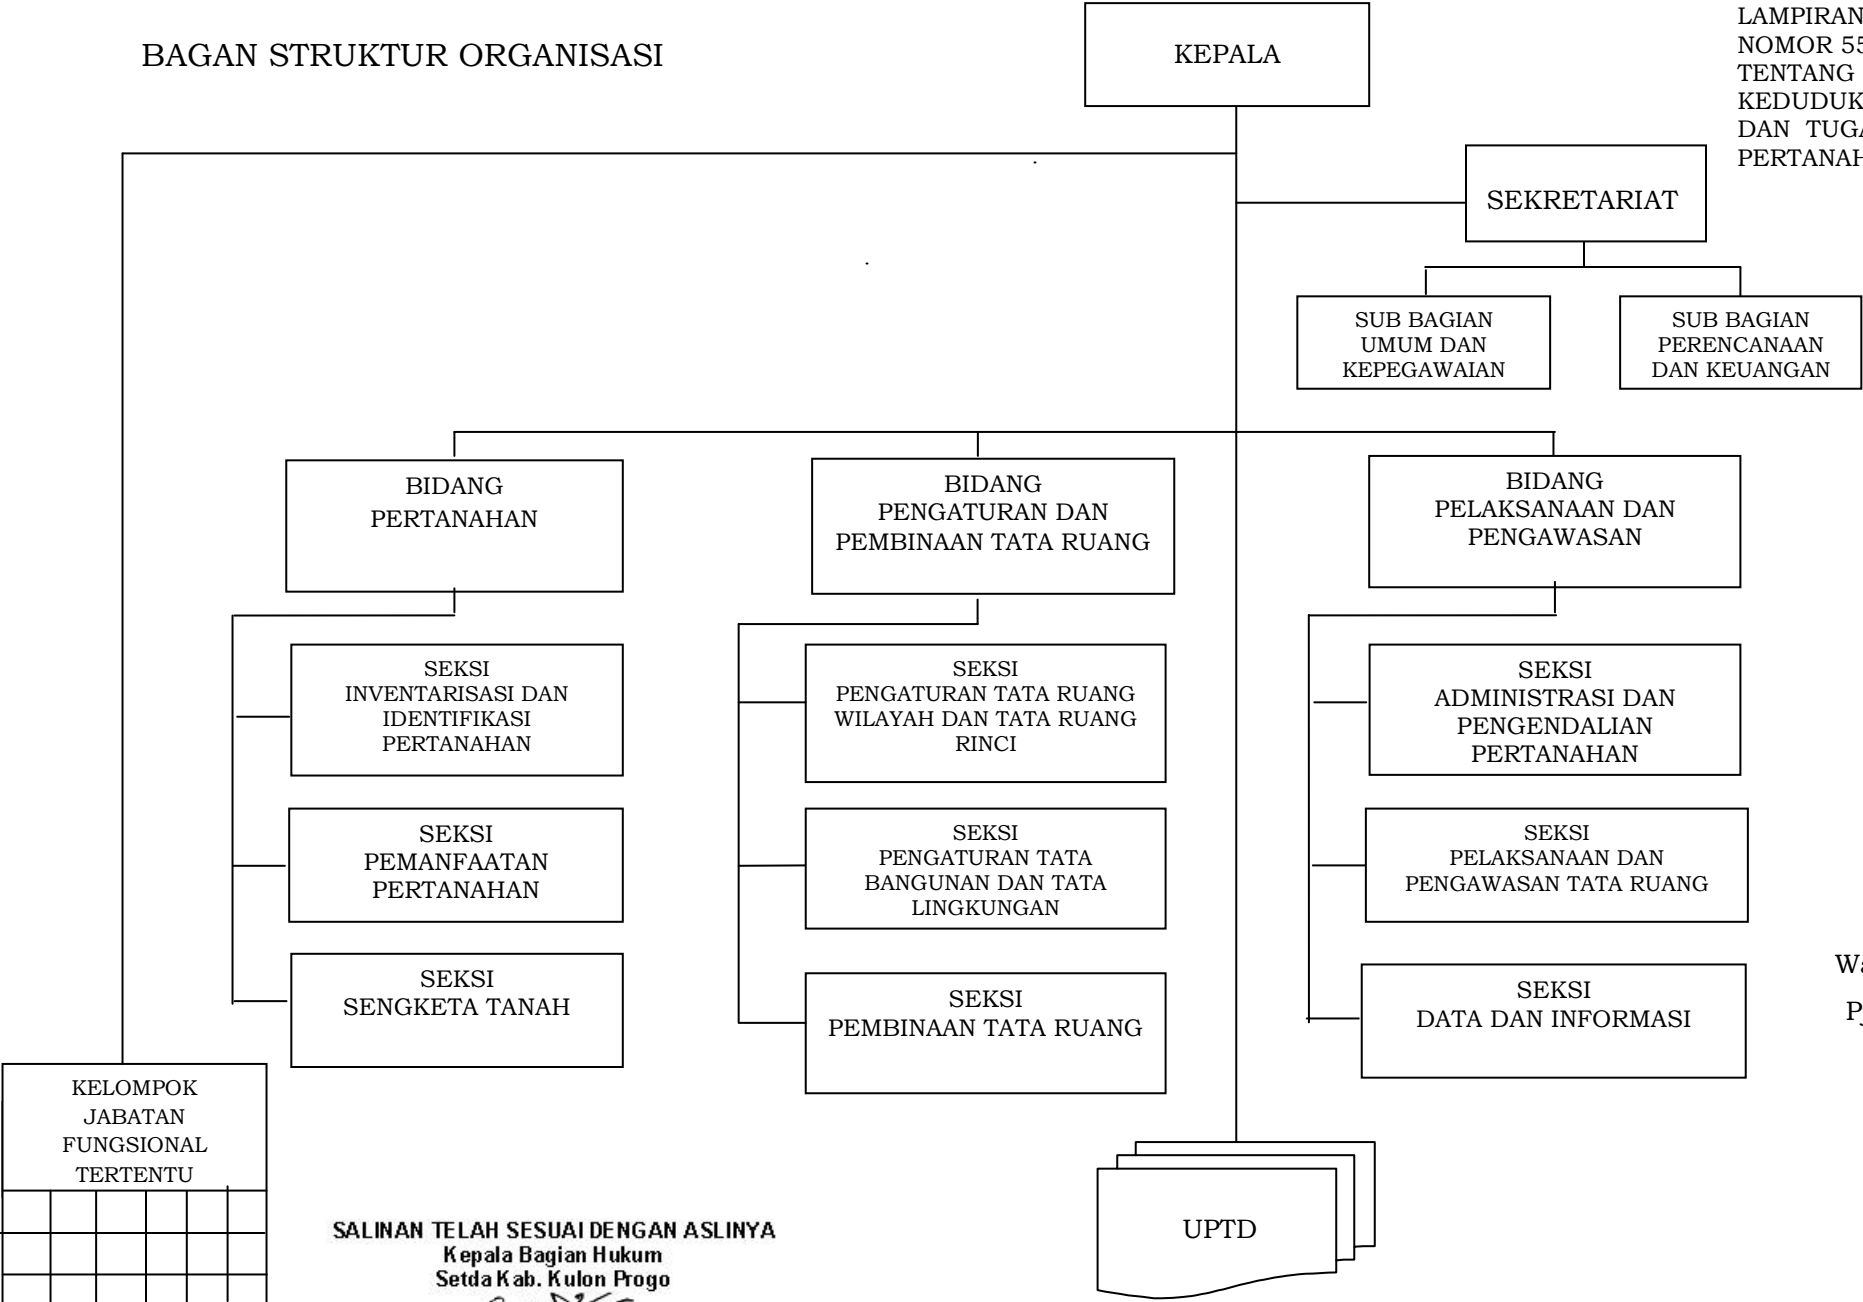 BAGAN STRUKTUR ORGANISASI
KEPALA
LAMPIRAN
NOMOR
TENTANG
SEKRETARIAT
SUB BAGIAN
UMUM DAN
KEPEGAWAIAN
SUB BAGIAN
PERENCANAAN
DAN KEUANGAN
BIDANG
PERTANAHAN
BIDANG
PENGATURAN DAN
PEMBINAAN TATA RUANG
BIDANG
PELAKSANAAN DAN
PENGAWASAN
SEKSI
INVENTARISASI DAN
IDENTIFIKASI
PERTANAHAN
SEKSI
PEMANFAATAN
PERTANAHAN
SEKSI
SENGKETA TANAH
SEKSI
PENGATURAN TATA RUANG
WILAYAH DAN TATA RUANG
RINCI
SEKSI
PENGATURAN TATA
BANGUNAN DAN TATA
LINGKUNGAN
SEKSI
PEMBINAAN TATA RUANG
SEKSI
ADMINISTRASI DAN
PENGENDALIAN
PERTANAHAN
SEKSI
PELAKSANAAN DAN
PENGAWASAN TATA RUANG
SEKSI
DATA DAN INFORMASI
KELOMPOK
JABATAN
FUNGSIONAL
TERTENTU
UPTD
SALINAN TELAH SESUAI DENGAN ASLINYA
Kepala Bagian Hukum
Setda Kab. Kulon Progo
DAN